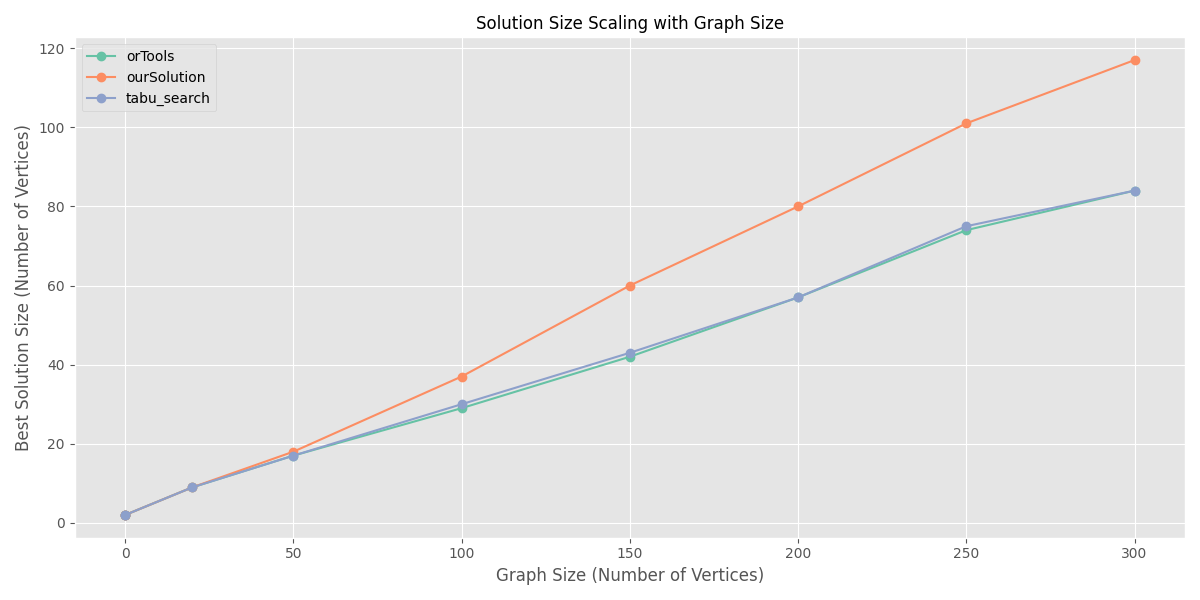 Solution Size Scaling with Graph Size
orTools
ourSolution
tabu_search
Best Solution Size (Number of Vertices)
120
100
80
60
40
20
0
0 50 100 150 200 250 300
Graph Size (Number of Vertices)